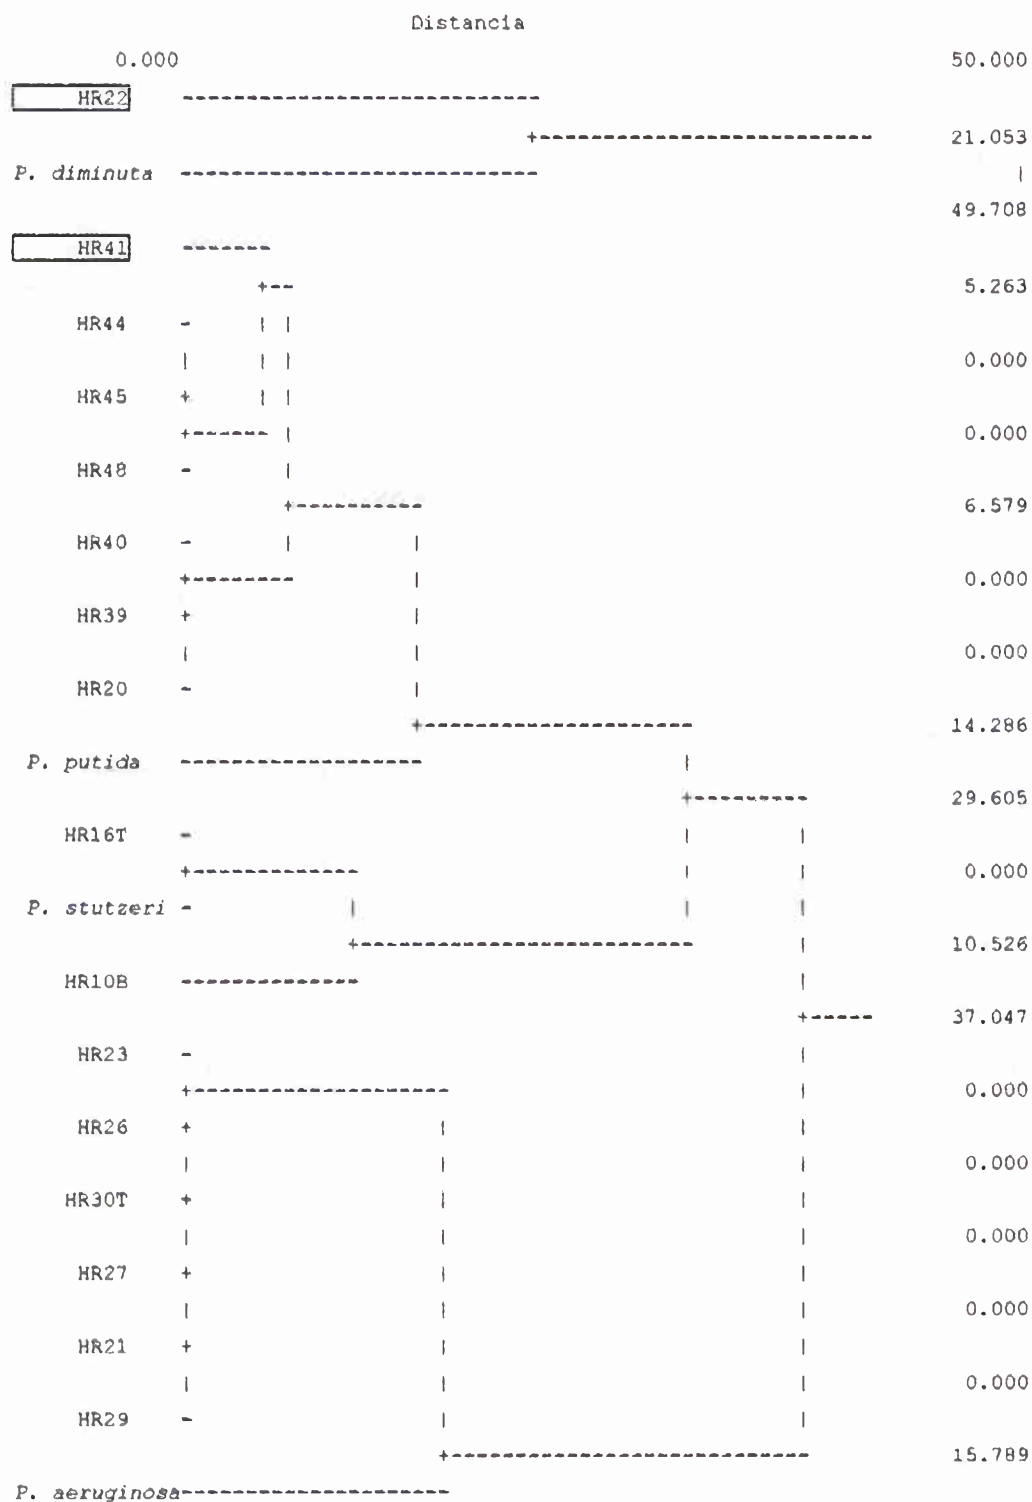 Distancia
0.000 50.000
HR22
21.053
P. diminuta
49.708
HR41
5.263
HR44
0.000
HR45
0.000
HR48
6.579
HR40
0.000
HR39
0.000
HR20
14.286
P. putida
29.605
HR16T
0.000
P. stutzeri
10.526
HR10B
37.047
HR23
0.000
HR26
0.000
HR30T
0.000
HR27
0.000
HR21
0.000
HR29
15.789
P. aeruginosa